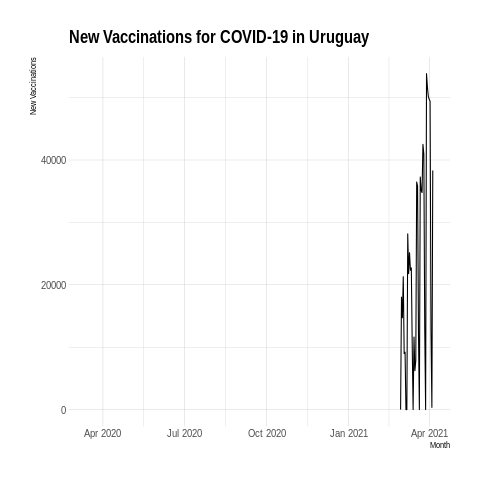 New Vaccinations for COVID-19 in Uruguay
New Vaccinations
40000
20000
0
Apr 2020 Jul 2020 Oct 2020 Jan 2021 Apr 2021
Month